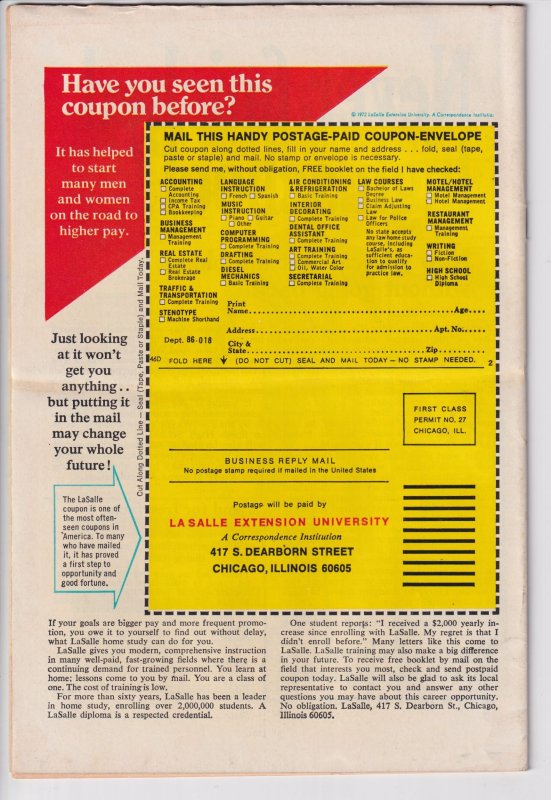 Have you seen this
coupon before?
© 1972 LaSalle Extension University. A Correspondence Institution
It has helped
to start
many men
and women
on the road to
higher pay.
MAIL THIS HANDY POSTAGE-PAID COUPON-ENVELOPE
Cut coupon along dotted lines, fill in your name and address . . . fold, seal (tape,
paste or staple) and mail. No stamp or envelope is necessary.
Please send me, without obligation, FREE booklet on the field I have checked:
ACCOUNTING
☐ Complete
Accounting
☐ Income Tax
☐ CPA Training
☐ Bookkeeping
BUSINESS
MANAGEMENT
☐ Management
Training
REAL ESTATE
☐ Complete Real
Estate
☐ Real Estate
Brokerage
TRAFFIC &
TRANSPORTATION
☐ Complete Training
STENOTYPE
☐ Machine Shorthand
LANGUAGE
INSTRUCTION
☐ French ☐ Spanish
MUSIC
INSTRUCTION
☐ Piano ☐ Guitar
☐ Other
COMPUTER
PROGRAMMING
☐ Complete Training
DRAFTING
☐ Complete Training
DIESEL
MECHANICS
☐ Basic Training
AIR CONDITIONING
& REFRIGERATION
☐ Basic Training
INTERIOR
DECORATING
☐ Complete Training
DENTAL OFFICE
ASSISTANT
☐ Complete Training
ART TRAINING
☐ Complete Training
☐ Commercial Art
☐ Oil, Water Color
SECRETARIAL
☐ Complete Training
LAW COURSES
☐ Bachelor of Laws
Degree
☐ Business Law
☐ Claim Adjusting
Law
☐ Law for Police
Officers
No state accepts
any law home study
course, including
LaSalle's, as
sufficient educa-
tion to qualify
for admission to
practice law.
MOTEL/HOTEL
MANAGEMENT
☐ Motel Management
☐ Hotel Management
RESTAURANT
MANAGEMENT
☐ Management
Training
WRITING
☐ Fiction
☐ Non-Fiction
HIGH SCHOOL
☐ High School
Diploma
Print
Name Age
Address Apt. No.
Dept. 86-018
City &
State Zip
46D FOLD HERE (DO NOT CUT) SEAL AND MAIL TODAY – NO STAMP NEEDED. 2
Cut Along Dotted Line — Seal (Tape, Paste or Staple) and Mail Today.
Just looking
at it won't
get you
anything . .
but putting it
in the mail
may change
your whole
future!
The LaSalle
coupon is one of
the most often-
seen coupons in
America. To many
who have mailed
it, it has proved
a first step to
opportunity and
good fortune.
FIRST CLASS
PERMIT NO. 27
CHICAGO, ILL.
BUSINESS REPLY MAIL
No postage stamp required if mailed in the United States
Postage will be paid by
LA SALLE EXTENSION UNIVERSITY
A Correspondence Institution
417 S. DEARBORN STREET
CHICAGO, ILLINOIS 60605
If your goals are bigger pay and more frequent promo-
tion, you owe it to yourself to find out without delay,
what LaSalle home study can do for you.
LaSalle gives you modern, comprehensive instruction
in many well-paid, fast-growing fields where there is a
continuing demand for trained personnel. You learn at
home; lessons come to you by mail. You are a class of
one. The cost of training is low.
For more than sixty years, LaSalle has been a leader
in home study, enrolling over 2,000,000 students. A
LaSalle diploma is a respected credential.
One student reports: "I received a $2,000 yearly in-
crease since enrolling with LaSalle. My regret is that I
didn't enroll before." Many letters like this come to
LaSalle. LaSalle training may also make a big difference
in your future. To receive free booklet by mail on the
field that interests you most, check and send postpaid
coupon today. LaSalle will also be glad to ask its local
representative to contact you and answer any other
questions you may have about this career opportunity.
No obligation. LaSalle, 417 S. Dearborn St., Chicago,
Illinois 60605.